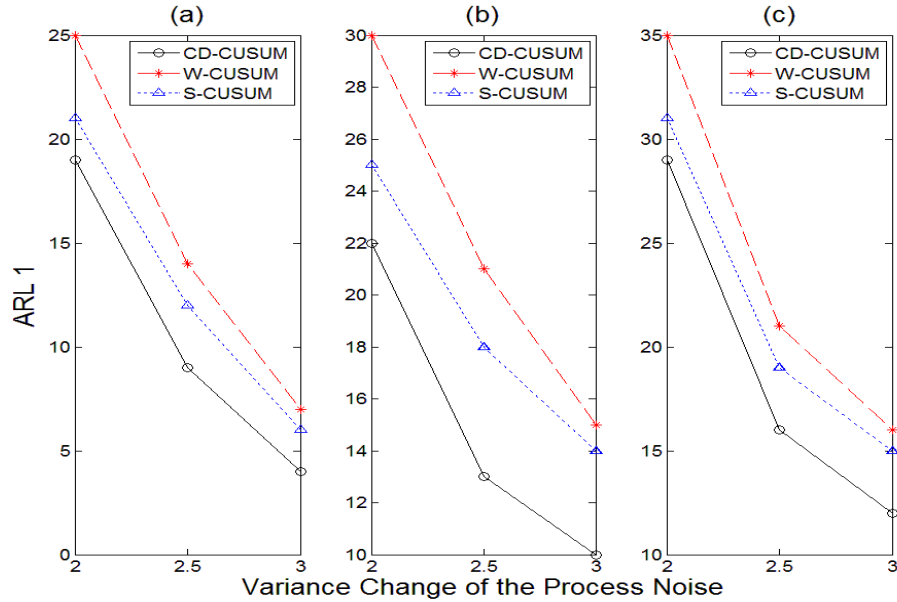 (a)
(b)
(c)
25
20
15
10
5
0
CD-CUSUM
W-CUSUM
S-CUSUM
2
2.5
3
30
28
26
24
22
20
18
16
14
12
10
CD-CUSUM
W-CUSUM
S-CUSUM
2
2.5
3
35
30
25
20
15
10
CD-CUSUM
W-CUSUM
S-CUSUM
2
2.5
3
ARL 1
Variance Change of the Process Noise